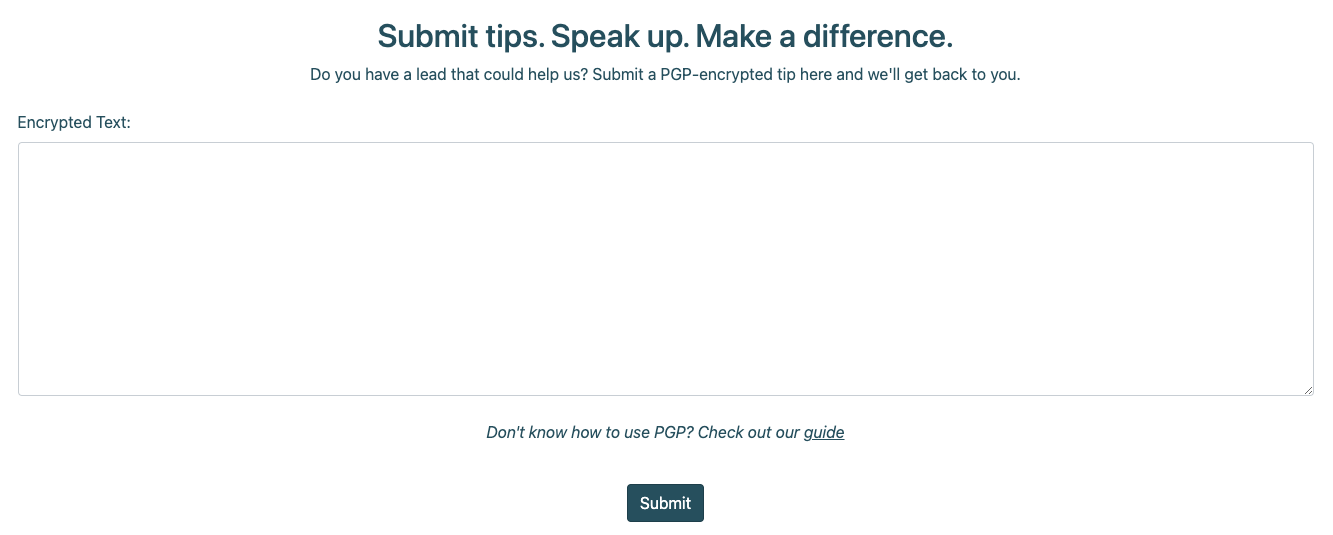 Submit tips. Speak up. Make a difference.
Do you have a lead that could help us? Submit a PGP-encrypted tip here and we'll get back to you.
Encrypted Text:
Don't know how to use PGP? Check out our guide
Submit